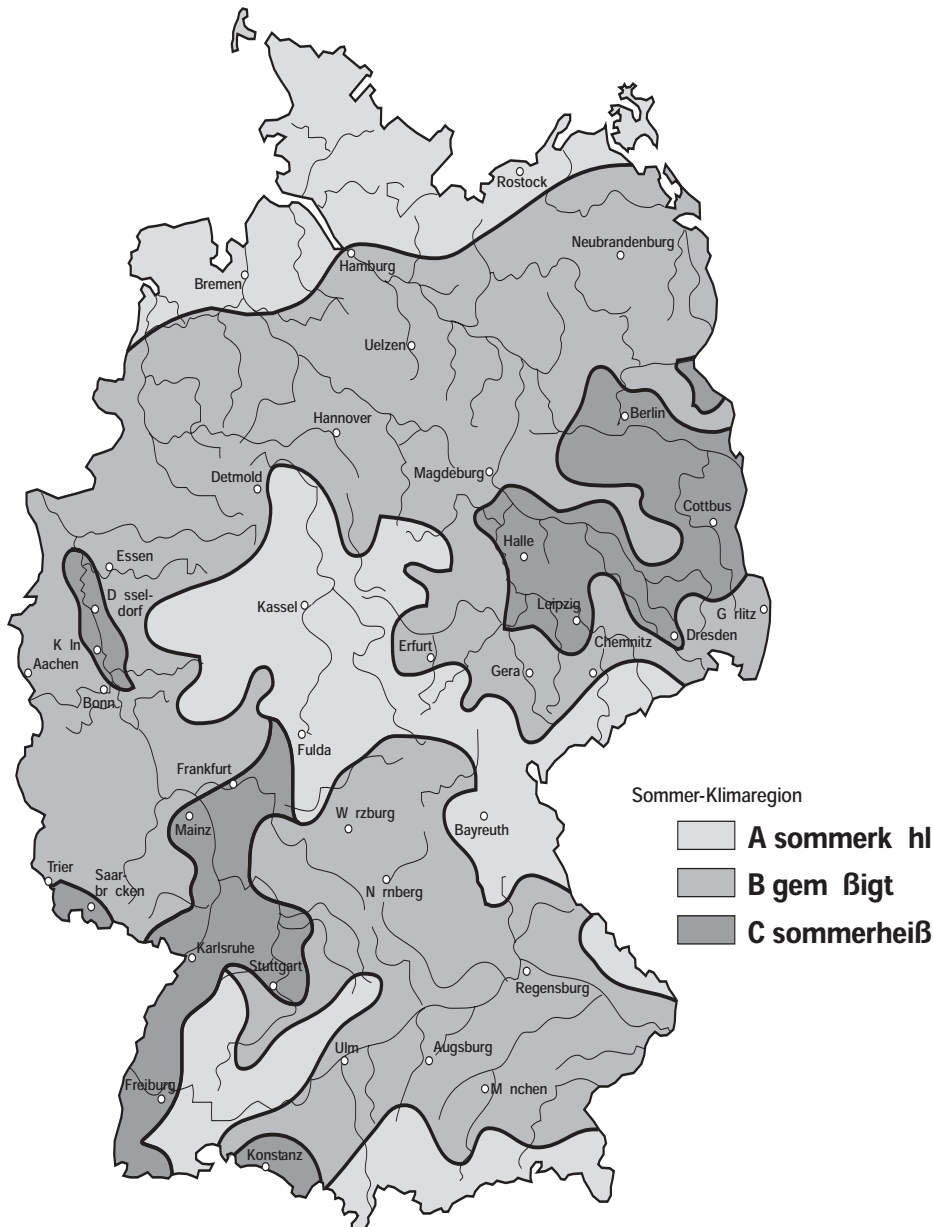 Rostock
Neubrandenburg
Hamburg
Bremen
Uelzen
Berlin
Hannover
Magdeburg
Detmold
Cottbus
Halle
Essen
D ssel-
dorf
Kassel
Leipzig
G rlitz
Chemnitz
Dresden
K ln
Erfurt
Aachen
Gera
Bonn
Fulda
Frankfurt
Sommer-Klimaregion
Mainz
W rzburg
Bayreuth
A sommerk hl
Trier
Saar-
br cken
N rnberg
B gem ßigt
C sommerheiß
Karlsruhe
Stuttgart
Regensburg
Ulm
Augsburg
Freiburg
M nchen
Konstanz